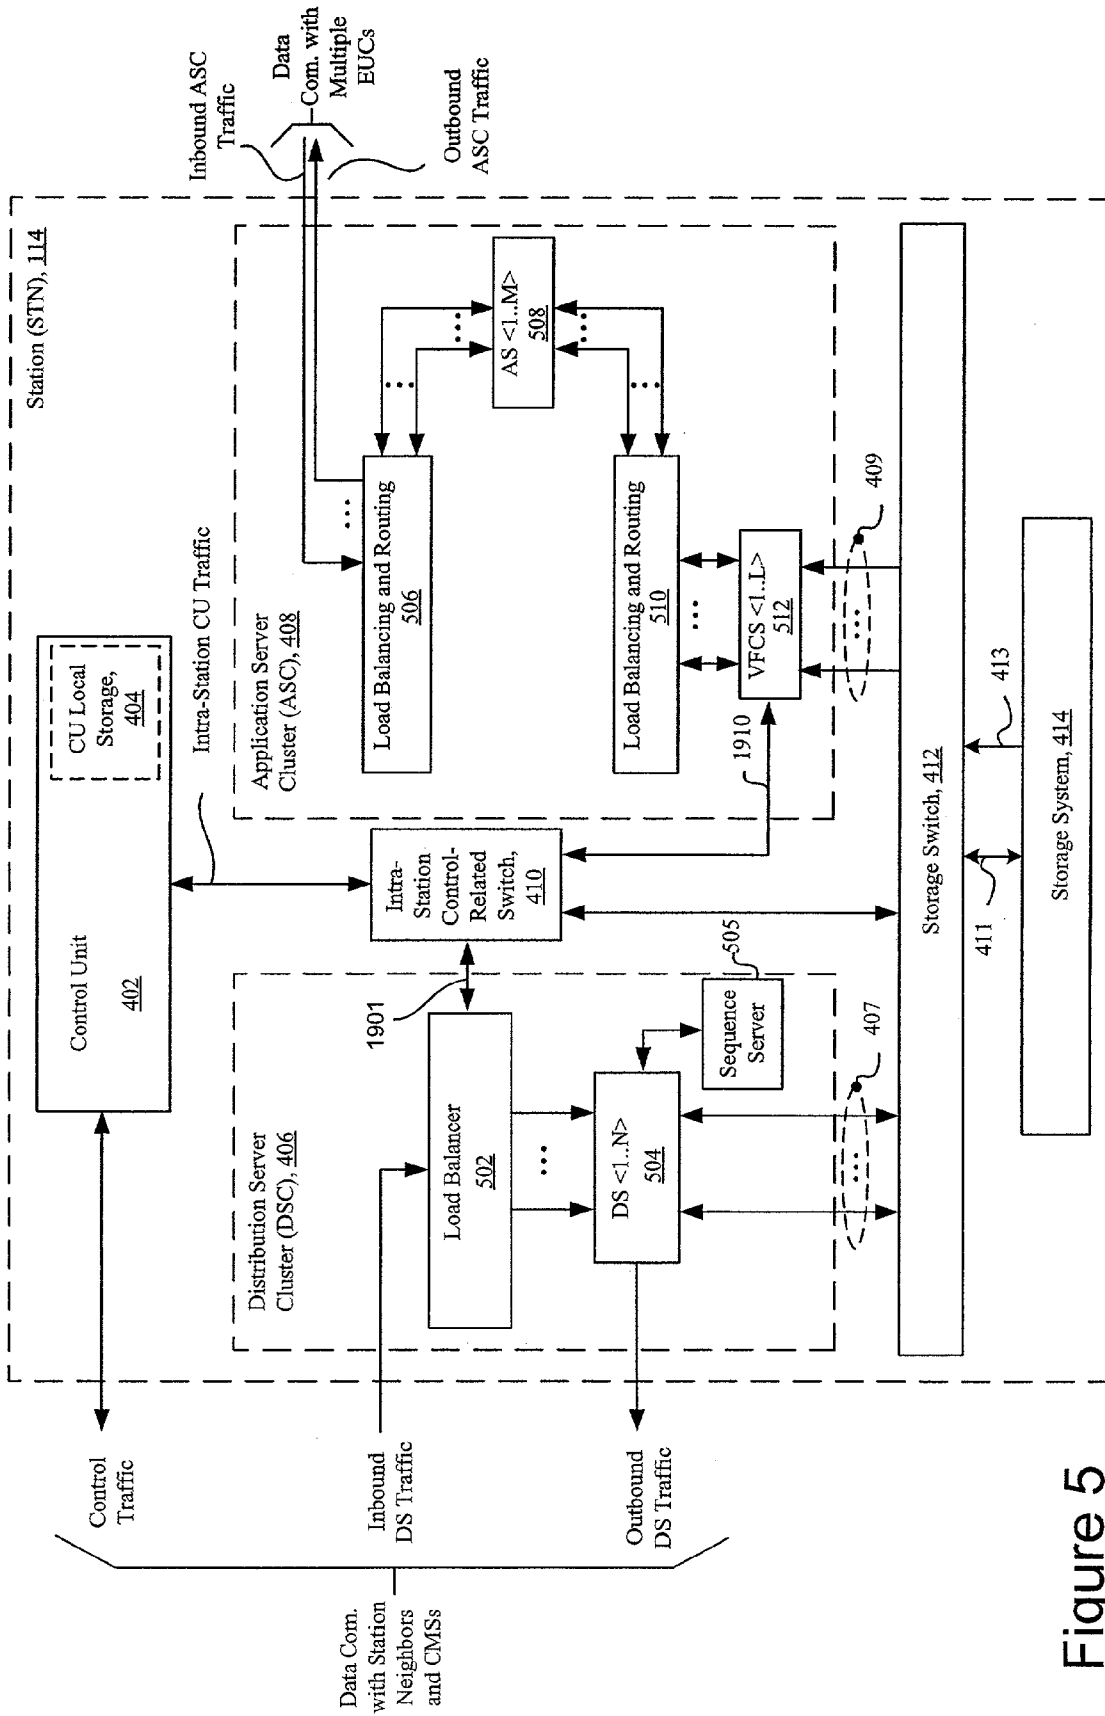 Data Com.
with Station
Neighbors
and CMSs
Control
Traffic
Inbound
DS Traffic
Outbound
DS Traffic
Station (STN), 114
Control Unit
402
CU Local
Storage,
404
Intra-Station CU Traffic
Distribution Server
Cluster (DSC), 406
Load Balancer
502
...
DS <1..N>
504
Sequence
Server
505
1901
Intra-
Station
Control-
Related
Switch,
410
1910
Application Server
Cluster (ASC), 408
Load Balancing and Routing
506
...
...
...
AS <1..M>
508
...
...
Load Balancing and Routing
510
...
VFCS <1..L>
512
Inbound ASC
Traffic
Data
Com. with
Multiple
EUCs
Outbound
ASC Traffic
...
407
...
409
Storage Switch, 412
411
413
Storage System, 414
Figure 5